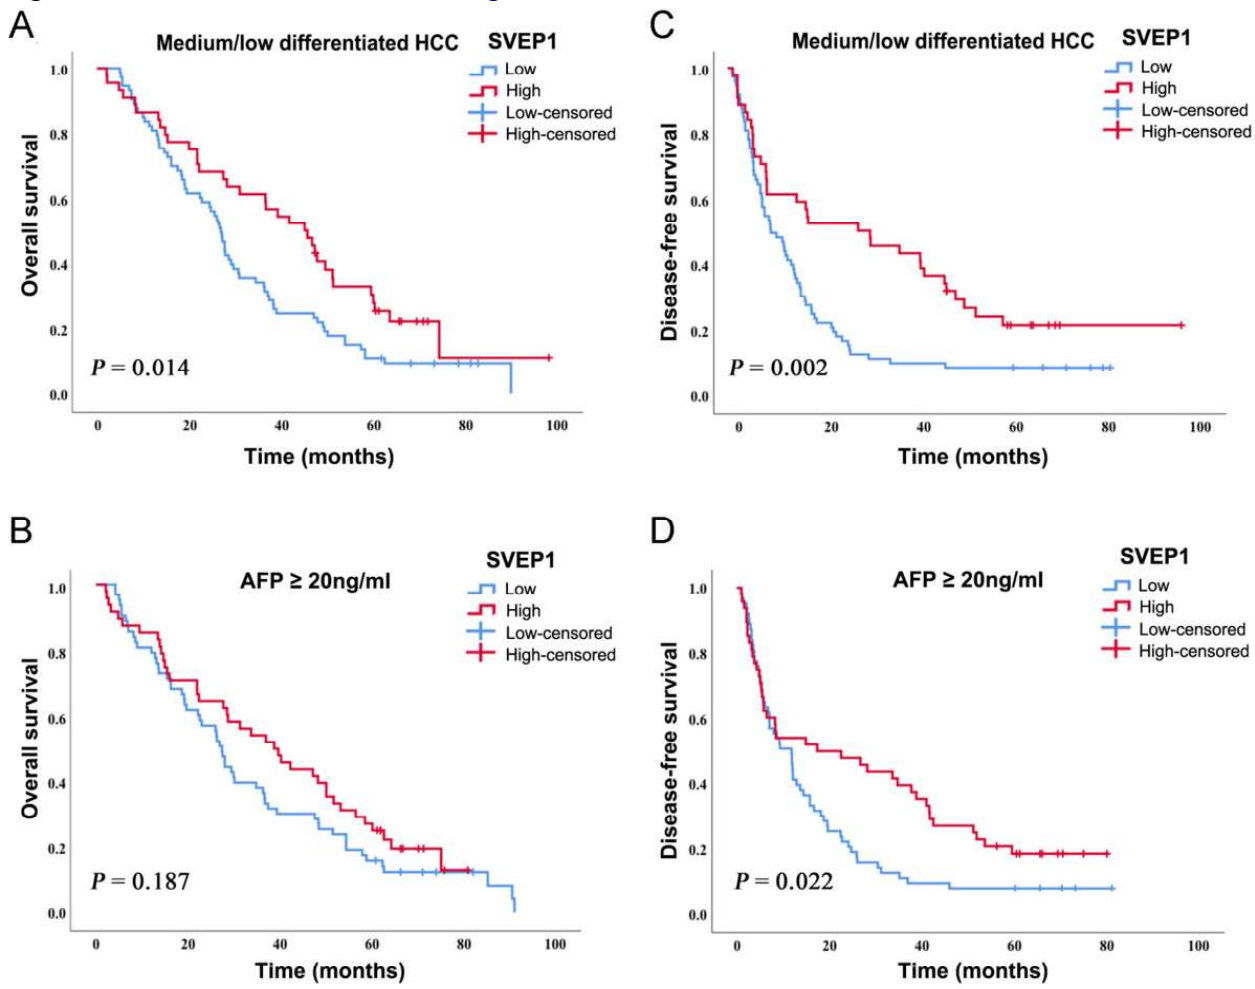 A
Medium/low differentiated HCC
SVEP1
Low
High
Low-censored
High-censored
Overall survival
1.0
0.8
0.6
0.4
0.2
0.0
P = 0.014
0 20 40 60 80 100
Time (months)
C
Medium/low differentiated HCC
SVEP1
Low
High
Low-censored
High-censored
Disease-free survival
1.0
0.8
0.6
0.4
0.2
0.0
P = 0.002
0 20 40 60 80 100
Time (months)
B
AFP ≥ 20ng/ml
SVEP1
Low
High
Low-censored
High-censored
Overall survival
1.0
0.8
0.6
0.4
0.2
0.0
P = 0.187
0 20 40 60 80 100
Time (months)
D
AFP ≥ 20ng/ml
SVEP1
Low
High
Low-censored
High-censored
Disease-free survival
1.0
0.8
0.6
0.4
0.2
0.0
P = 0.022
0 20 40 60 80 100
Time (months)